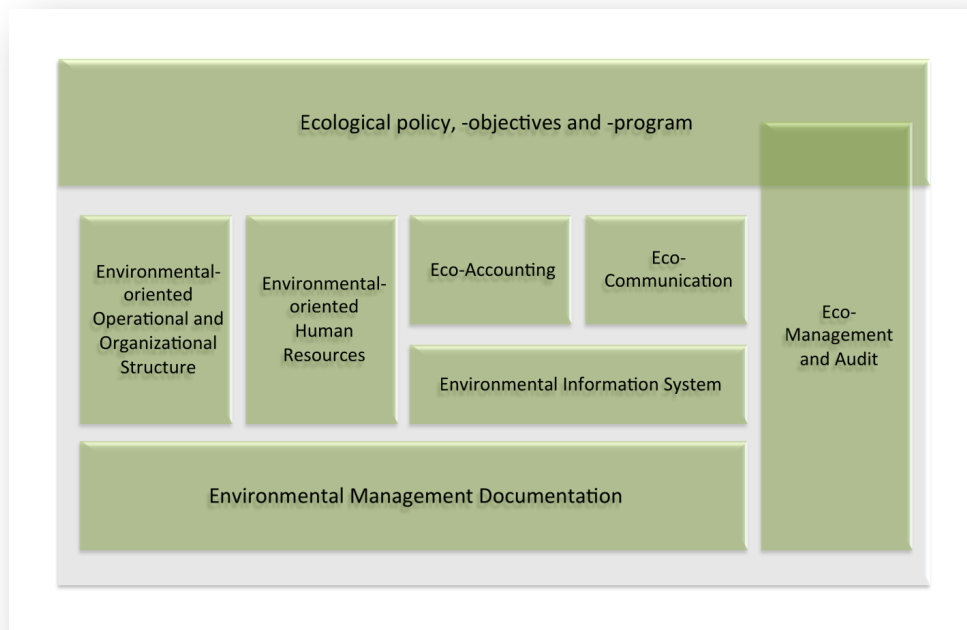 Ecological policy, -objectives and -program
Environmental-
oriented
Operational and
Organizational
Structure
Environmental-
oriented
Human
Resources
Eco-Accounting
Eco-
Communication
Environmental Information System
Eco-
Management
and Audit
Environmental Management Documentation